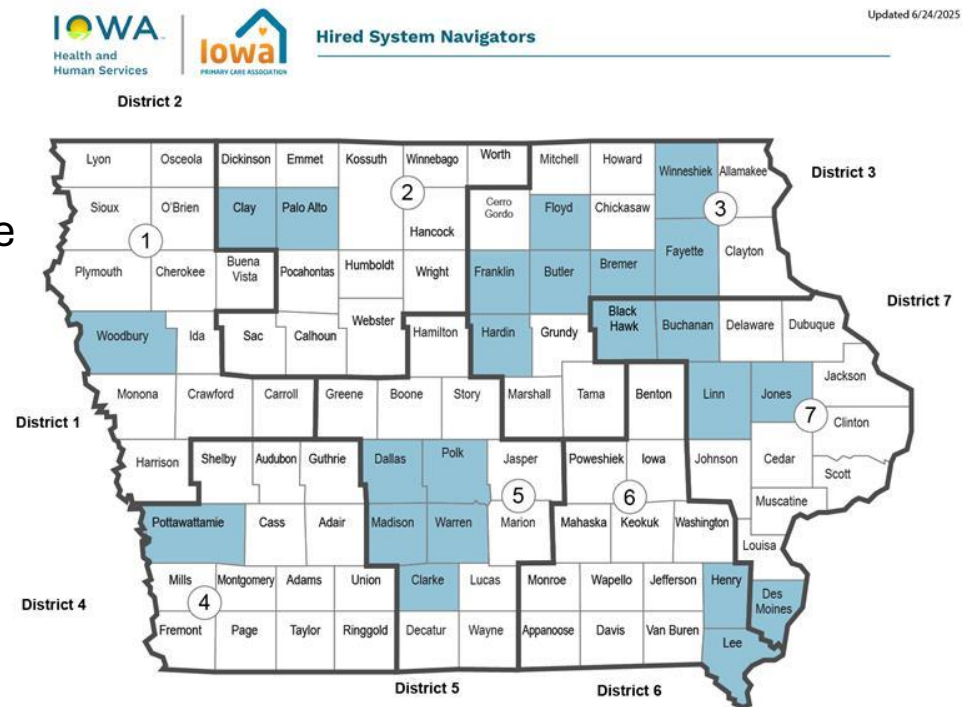 Updated 6/24/2025
IOWA
Health and
Human Services
Iowa
PRIMARY CARE ASSOCIATION
Hired System Navigators
District 2
Lyon Osceola Dickinson Emmet Kossuth Winnebago Worth Mitchell Howard Winneshiek Allamakee
District 3
Sioux O'Brien Clay Palo Alto 2 Hancock Cerro Gordo Floyd Chickasaw 3
e
1
Plymouth Cherokee Buena Vista Pocahontas Humboldt Wright Franklin Butler Bremer Fayette Clayton
District 7
Woodbury Ida Sac Calhoun Webster Hamilton Hardin Grundy Black Hawk Buchanan Delaware Dubuque
Monona Crawford Carroll Greene Boone Story Marshall Tama Benton Linn Jones Jackson
7
Clinton
District 1
Harrison Shelby Audubon Guthrie Dallas Polk Jasper Poweshiek Iowa Johnson Cedar Scott
5
6
Muscatine
Pottawattamie Cass Adair Madison Warren Marion Mahaska Keokuk Washington Louisa
Mills Montgomery Adams Union Clarke Lucas Monroe Wapello Jefferson Henry Des Moines
4
District 4
Fremont Page Taylor Ringgold Decatur Wayne Appanoose Davis Van Buren Lee
District 5
District 6